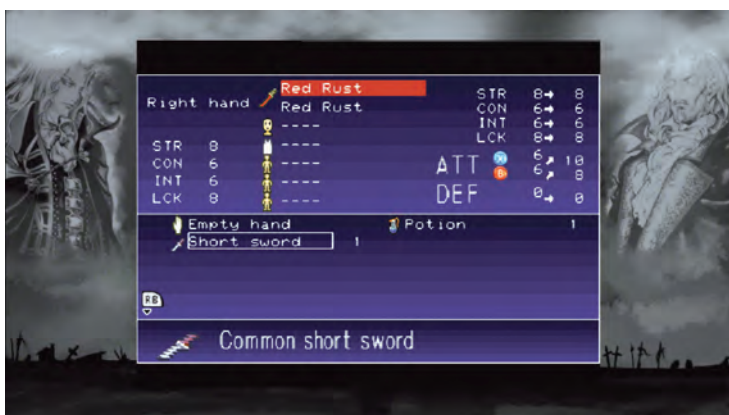 Right hand Red Rust
Red Rust
----
----
----
----
STR 8
CON 6
INT 6
LCK 8
STR 8→ 8
CON 6→ 6
INT 6→ 6
LCK 8→ 8
ATT 6 10
6 8
DEF 0→ 0
Empty hand
Short sword 1
Potion 1
RB
Common short sword